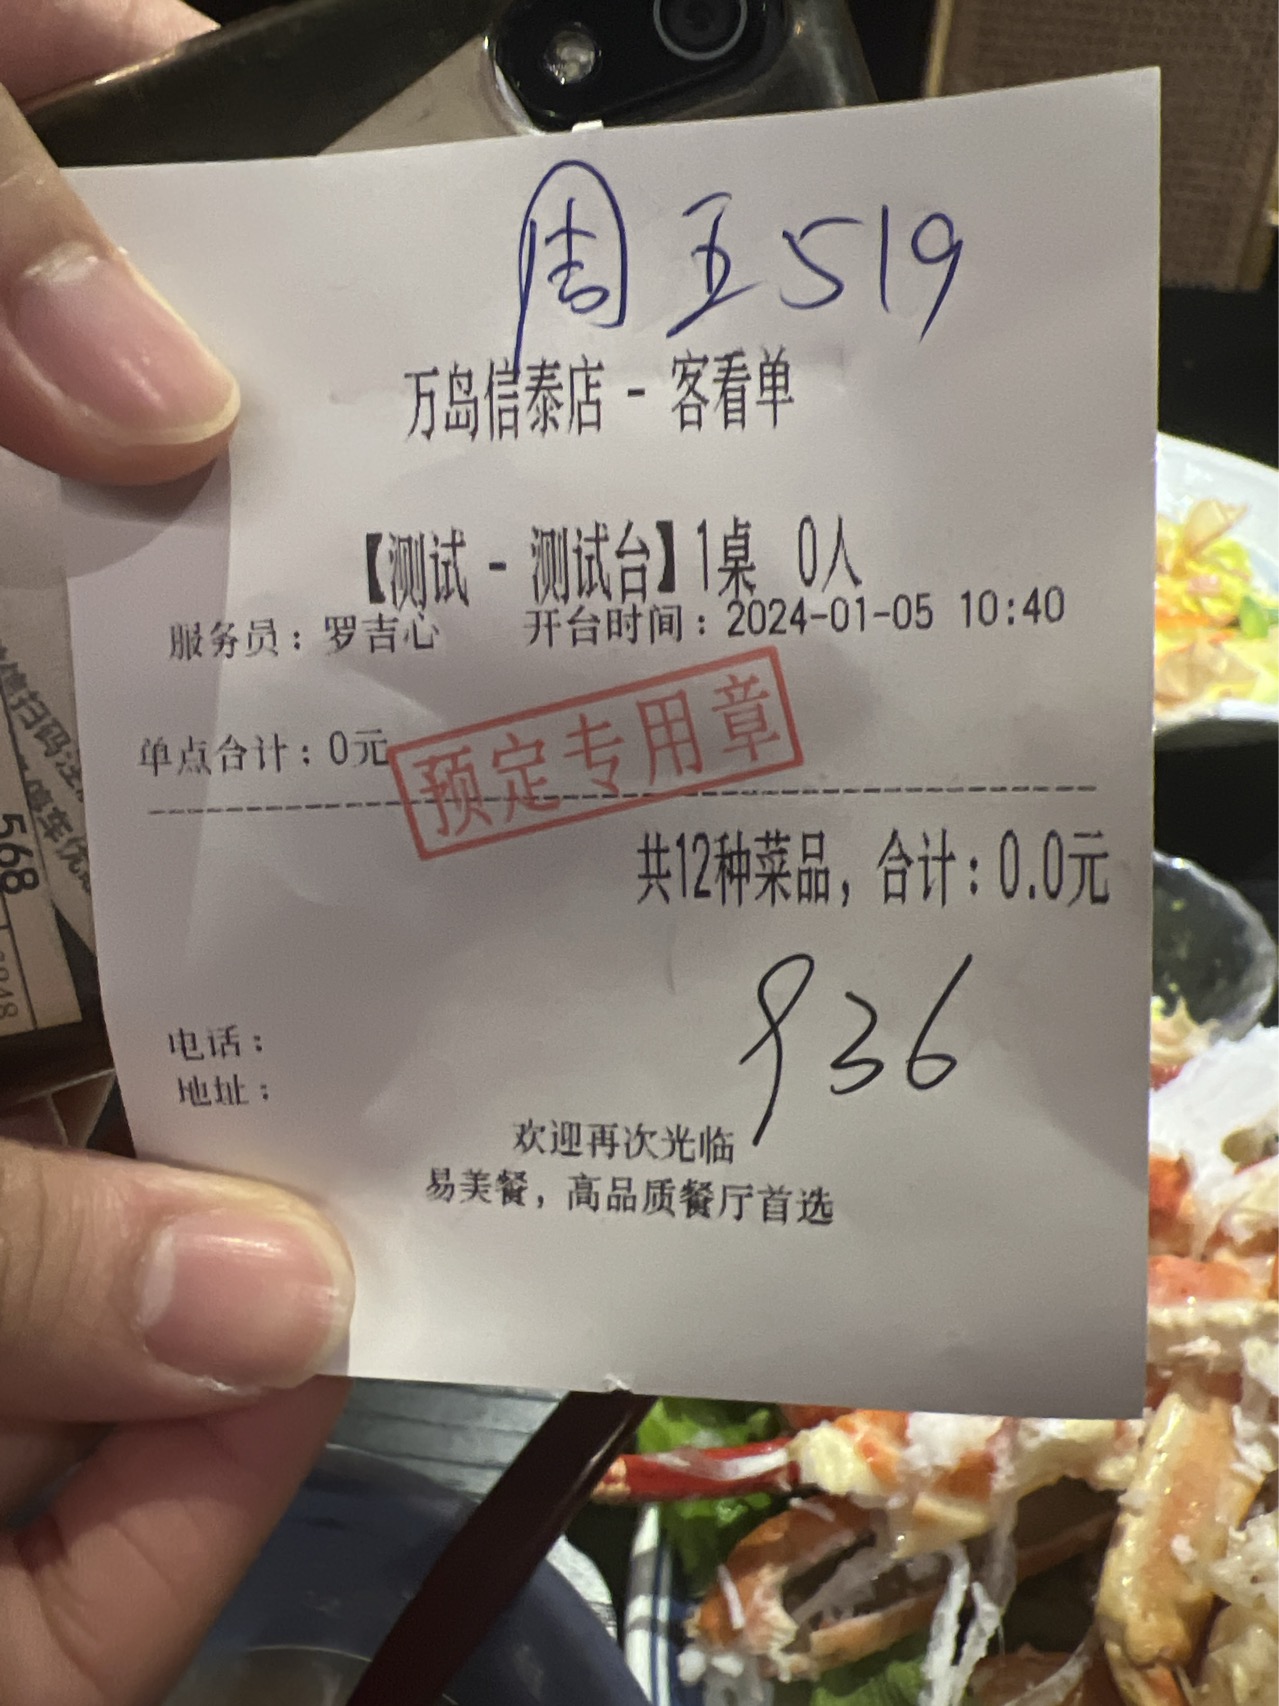 周五519
万岛信泰店 - 客看单
【测试 - 测试台】1桌 0人
服务员：罗吉心 开台时间：2024-01-05 10:40
单点合计：0元
预定专用章
共12种菜品，合计：0.0元
936
电话：
地址：
欢迎再次光临
易美餐，高品质餐厅首选
568